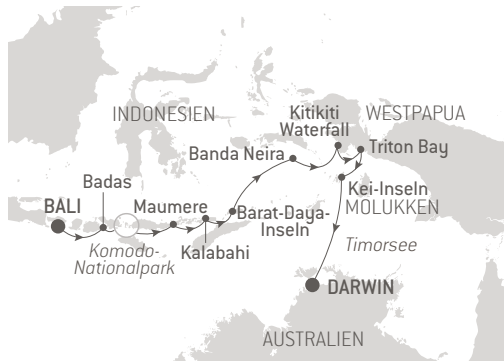 INDONESIEN
Kitikiti
Waterfall
WESTPAPUA
Banda Neira
Triton Bay
Badas
Kei-Inseln
MOLUKKEN
BALI
Maumere
Barat-Daya-
Inseln
Komodo-
Nationalpark
Kalabahi
Timorsee
DARWIN
AUSTRALIEN